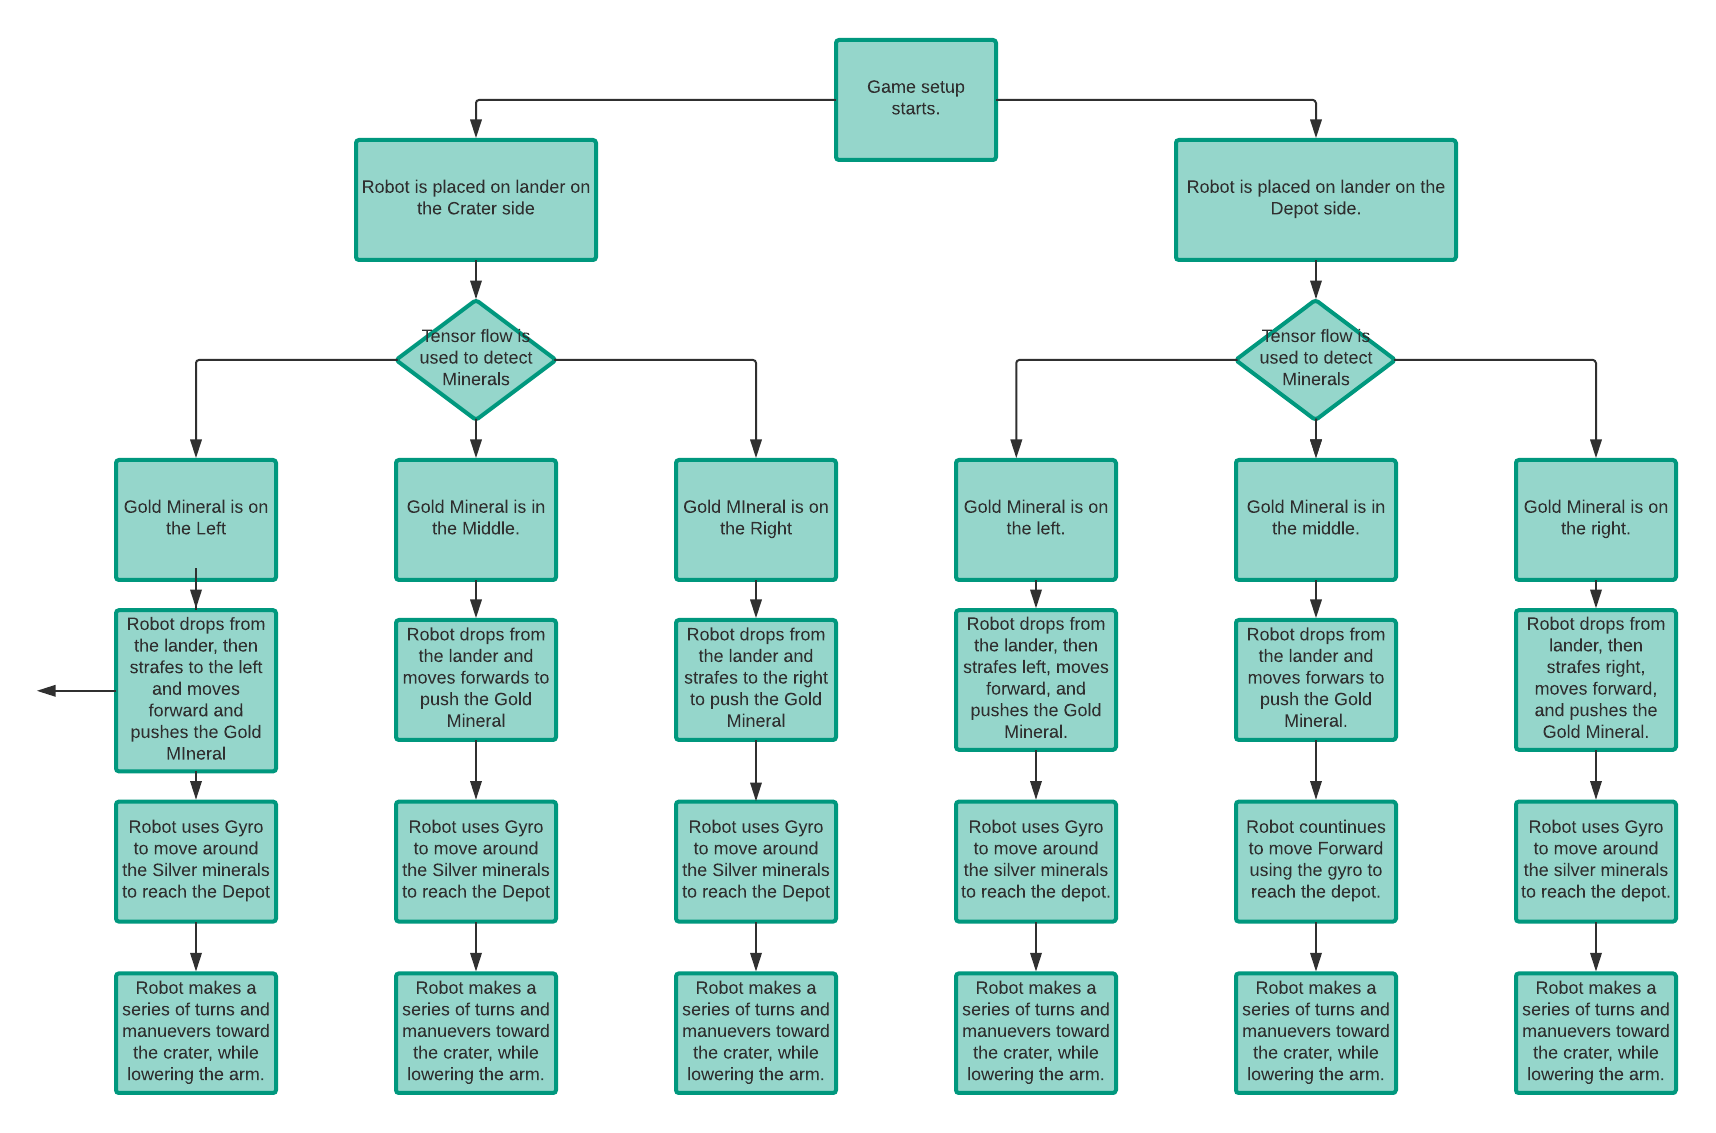 Game setup
starts.
Robot is placed on lander on
the Crater side
Robot is placed on lander on the
Depot side.
Tensor flow is
used to detect
Minerals
Tensor flow is
used to detect
Minerals
Gold Mineral is on
the Left
Gold Mineral is in
the Middle.
Gold MIneral is on
the Right
Gold Mineral is on
the left.
Gold Mineral is in
the middle.
Gold Mineral is on
the right.
Robot drops from
the lander, then
strafes to the left
and moves
forward and
pushes the Gold
MIneral
Robot drops from
the lander and
moves forwards to
push the Gold
Mineral
Robot drops from
the lander and
strafes to the right
to push the Gold
Mineral
Robot drops from
the lander, then
strafes left, moves
forward, and
pushes the Gold
Mineral.
Robot drops from
the lander and
moves forwars to
push the Gold
Mineral.
Robot drops from
lander, then
strafes right,
moves forward,
and pushes the
Gold Mineral.
Robot uses Gyro
to move around
the Silver minerals
to reach the Depot
Robot uses Gyro
to move around
the Silver minerals
to reach the Depot
Robot uses Gyro
to move around
the Silver minerals
to reach the Depot
Robot uses Gyro
to move around
the silver minerals
to reach the depot.
Robot countinues
to move Forward
using the gyro to
reach the depot.
Robot uses Gyro
to move around
the silver minerals
to reach the depot.
Robot makes a
series of turns and
manuevers toward
the crater, while
lowering the arm.
Robot makes a
series of turns and
manuevers toward
the crater, while
lowering the arm.
Robot makes a
series of turns and
manuevers toward
the crater, while
lowering the arm.
Robot makes a
series of turns and
manuevers toward
the crater, while
lowering the arm.
Robot makes a
series of turns and
manuevers toward
the crater, while
lowering the arm.
Robot makes a
series of turns and
manuevers toward
the crater, while
lowering the arm.